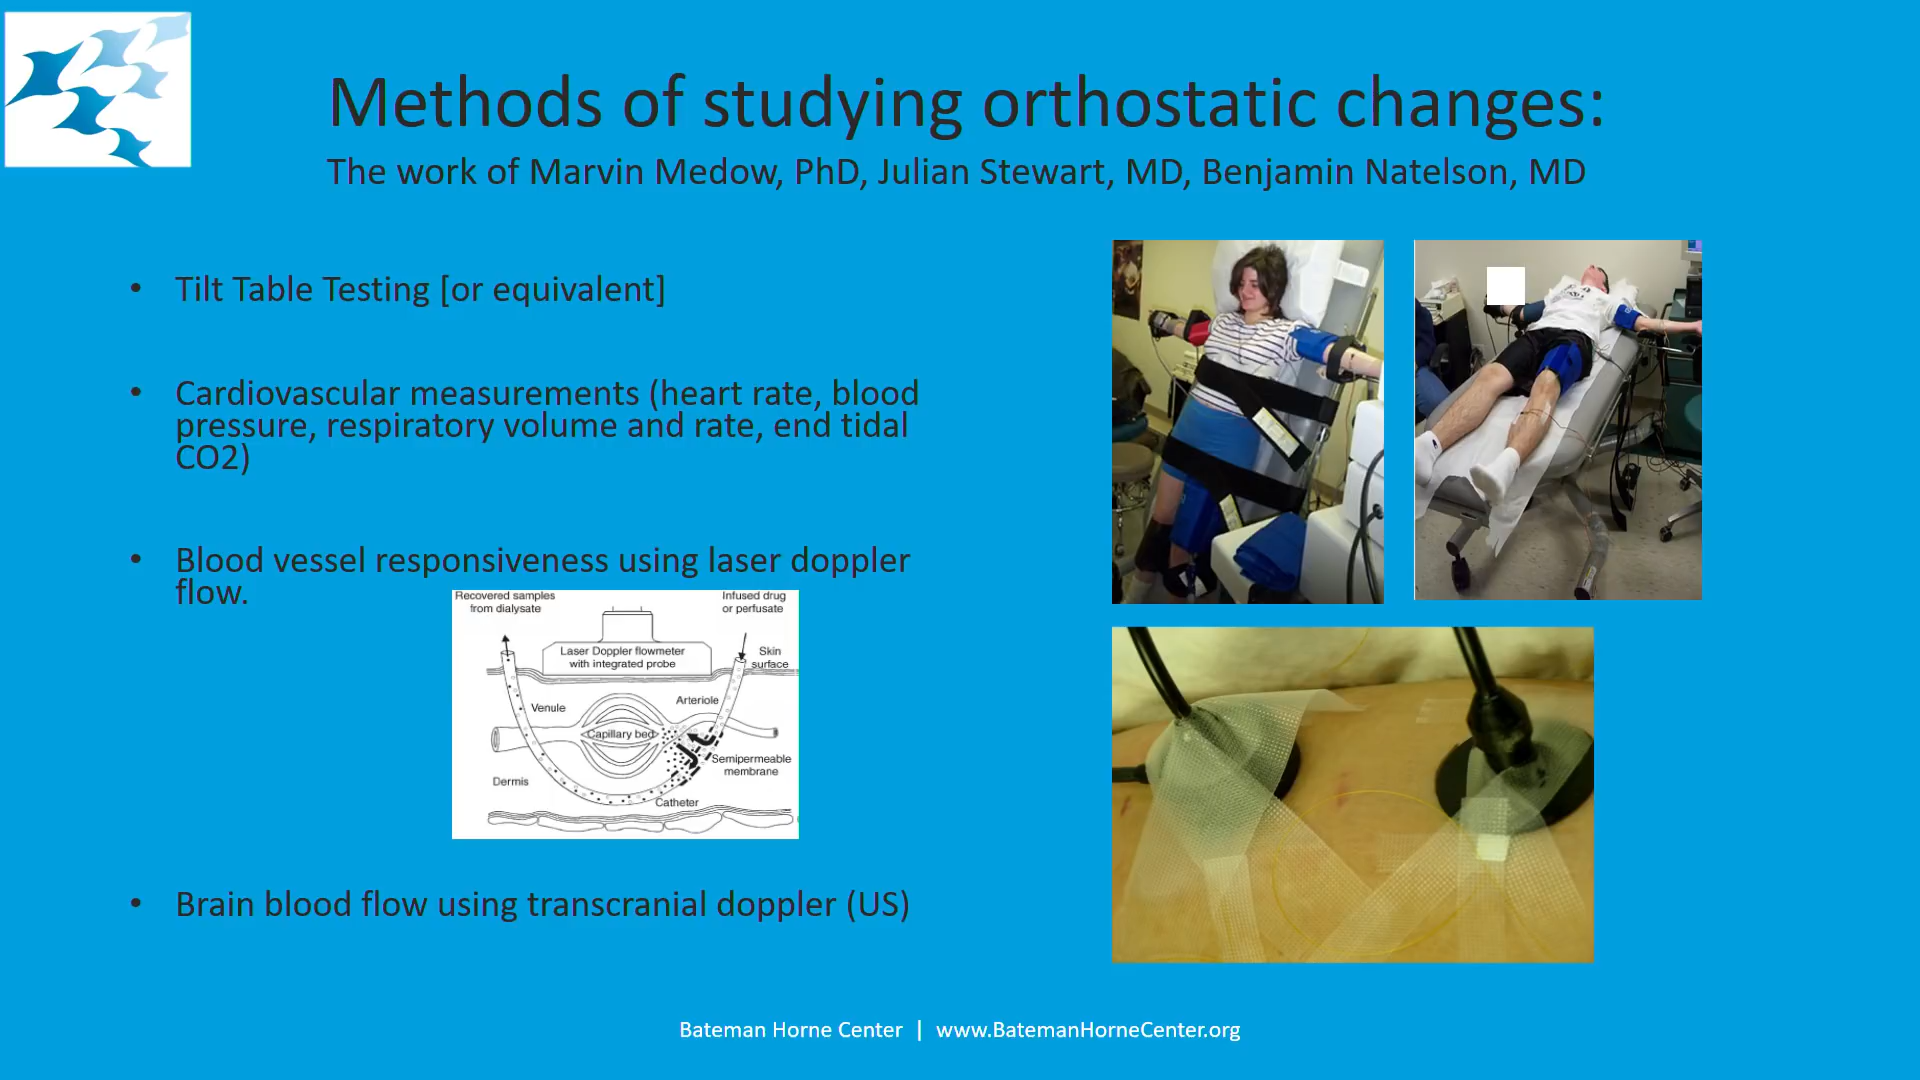 Methods of studying orthostatic changes:
The work of Marvin Medow, PhD, Julian Stewart, MD, Benjamin Natelson, MD
• Tilt Table Testing [or equivalent]
• Cardiovascular measurements (heart rate, blood
pressure, respiratory volume and rate, end tidal
CO2)
• Blood vessel responsiveness using laser doppler
flow.
Recovered samples
from dialysate
Infused drug
or perfusate
Laser Doppler flowmeter
with integrated probe
Skin
surface
Arteriole
Venule
Capillary bed
Semipermeable
membrane
Dermis
Catheter
• Brain blood flow using transcranial doppler (US)
Bateman Horne Center | www.BatemanHorneCenter.org